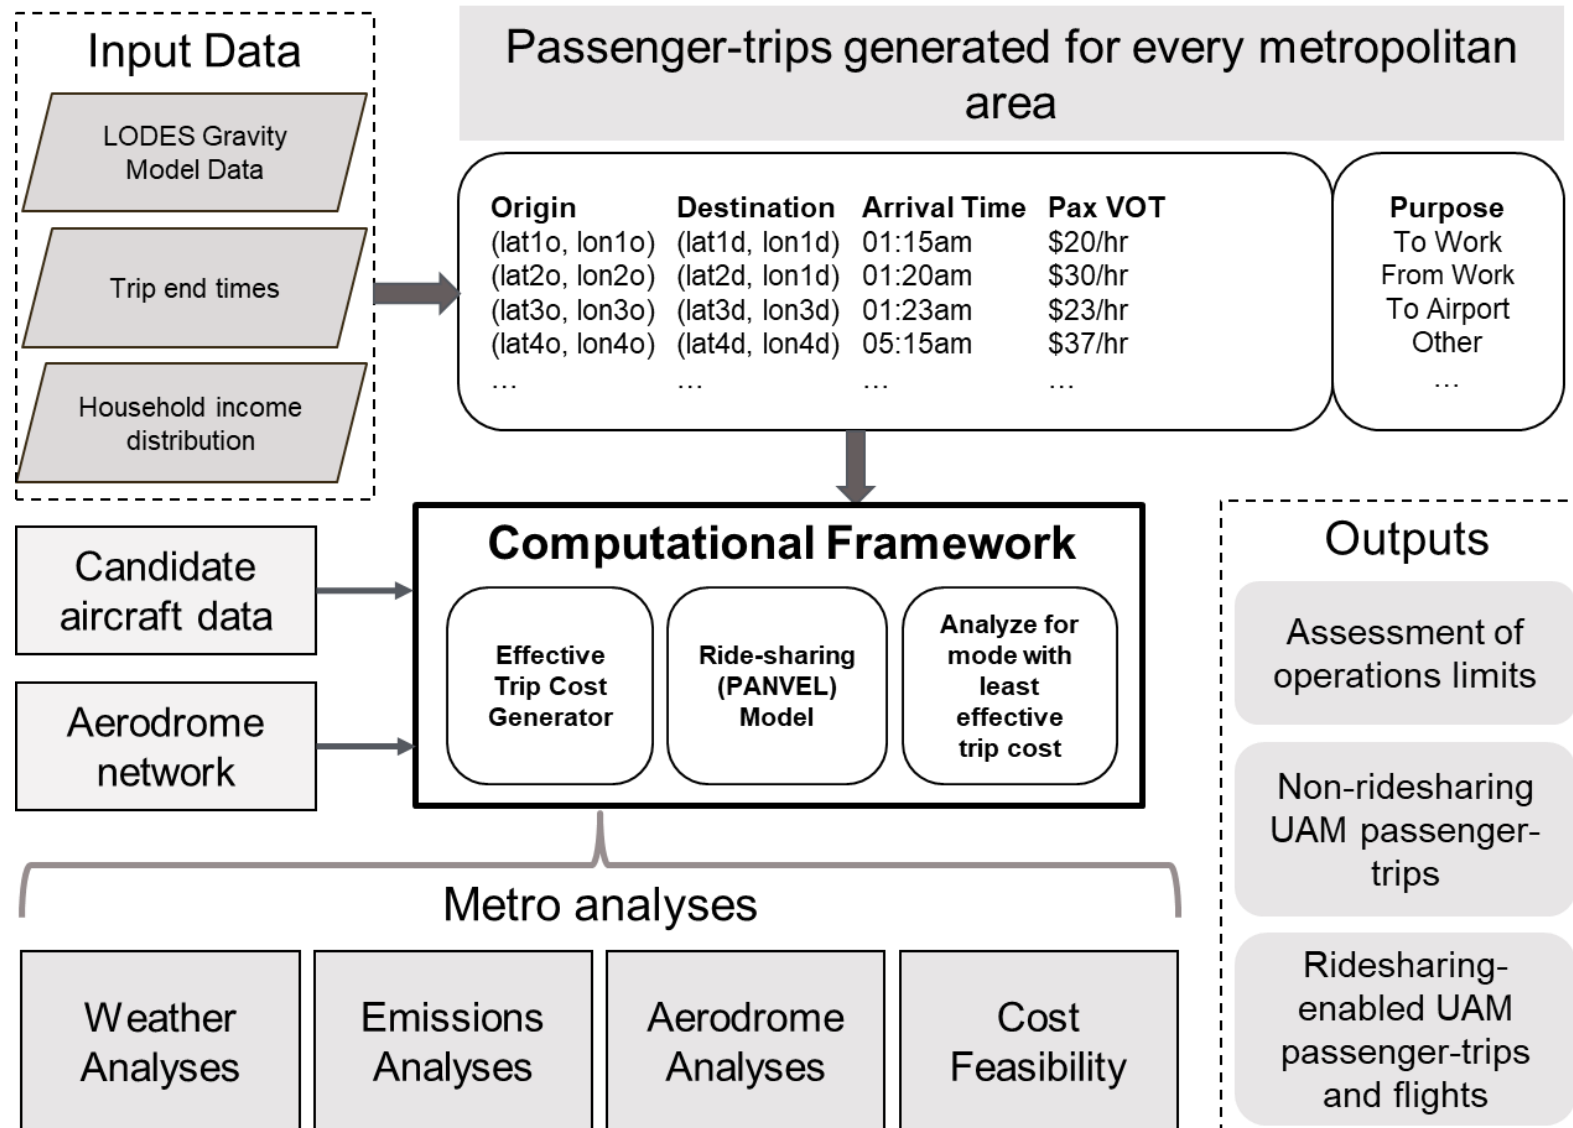 Input Data
LODES Gravity
Model Data
Trip end times
Household income
distribution
Passenger-trips generated for every metropolitan
area
Origin Destination Arrival Time Pax VOT Purpose
(lat1o, lon1o) (lat1d, lon1d) 01:15am $20/hr To Work
(lat2o, lon2o) (lat2d, lon1d) 01:20am $30/hr From Work
(lat3o, lon3o) (lat3d, lon3d) 01:23am $23/hr To Airport
(lat4o, lon4o) (lat4d, lon4d) 05:15am $37/hr Other
... ... ... ... ...
Candidate
aircraft data
Aerodrome
network
Computational Framework
Effective
Trip Cost
Generator
Ride-sharing
(PANVEL)
Model
Analyze for
mode with
least
effective
trip cost
Outputs
Assessment of
operations limits
Non-ridesharing
UAM passenger-
trips
Ridesharing-
enabled UAM
passenger-trips
and flights
Metro analyses
Weather
Analyses
Emissions
Analyses
Aerodrome
Analyses
Cost
Feasibility